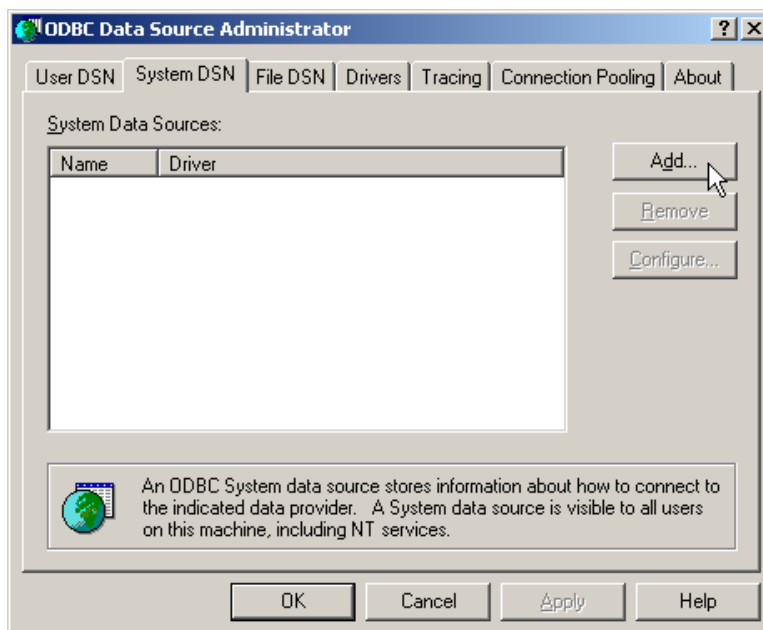 ODBC Data Source Administrator
User DSN System DSN File DSN Drivers Tracing Connection Pooling About
System Data Sources:
Name Driver
Add...
Remove
Configure...
An ODBC System data source stores information about how to connect to
the indicated data provider. A System data source is visible to all users
on this machine, including NT services.
OK Cancel Apply Help